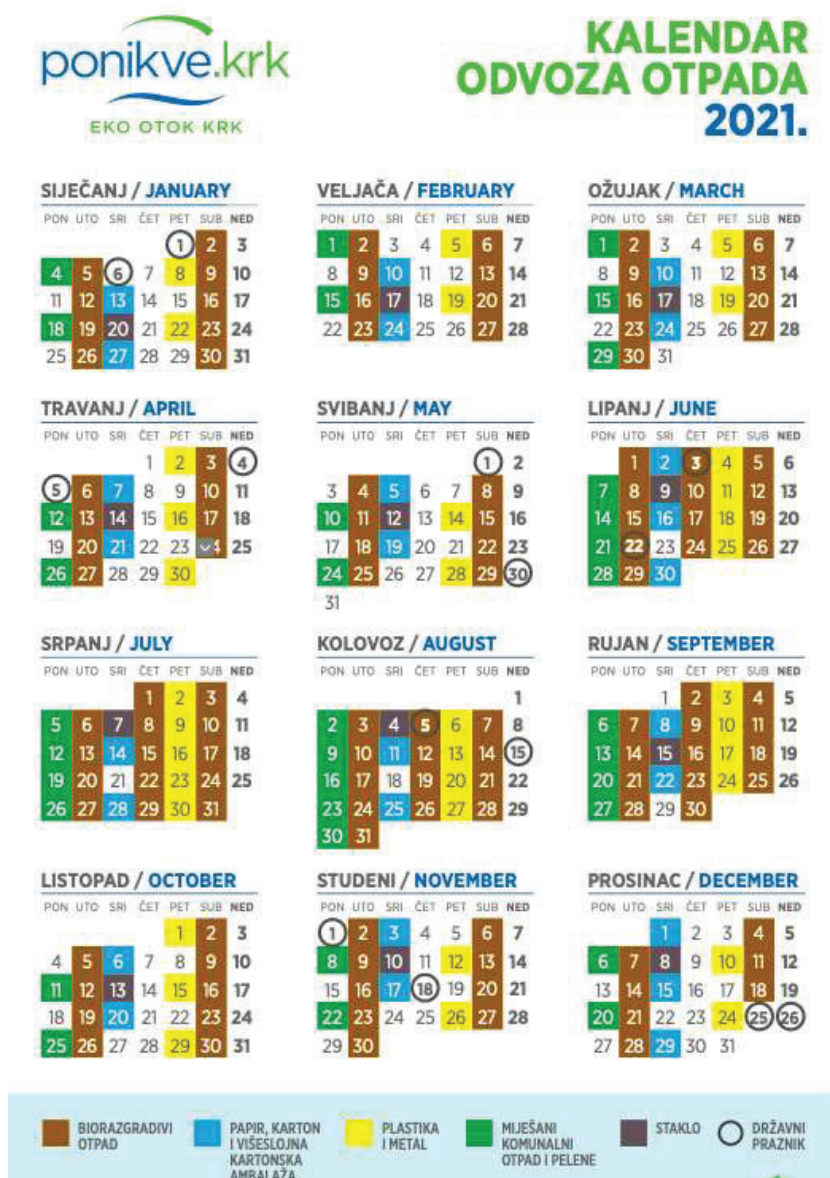 ponikve.krk
EKO OTOK KRK
KALENDAR
ODVOZA OTPADA
2021.
SIJEČANJ / JANUARY
PON UTO SRI ČET PET SUB NED
1 2 3
4 5 6 7 8 9 10
11 12 13 14 15 16 17
18 19 20 21 22 23 24
25 26 27 28 29 30 31
VELJAČA / FEBRUARY
PON UTO SRI ČET PET SUB NED
1 2 3 4 5 6 7
8 9 10 11 12 13 14
15 16 17 18 19 20 21
22 23 24 25 26 27 28
OŽUJAK / MARCH
PON UTO SRI ČET PET SUB NED
1 2 3 4 5 6 7
8 9 10 11 12 13 14
15 16 17 18 19 20 21
22 23 24 25 26 27 28
29 30 31
TRAVANJ / APRIL
PON UTO SRI ČET PET SUB NED
1 2 3 4
5 6 7 8 9 10 11
12 13 14 15 16 17 18
19 20 21 22 23 4 25
26 27 28 29 30
SVIBANJ / MAY
PON UTO SRI ČET PET SUB NED
1 2
3 4 5 6 7 8 9
10 11 12 13 14 15 16
17 18 19 20 21 22 23
24 25 26 27 28 29 30
31
LIPANJ / JUNE
PON UTO SRI ČET PET SUB NED
1 2 3 4 5 6
7 8 9 10 11 12 13
14 15 16 17 18 19 20
21 22 23 24 25 26 27
28 29 30
SRPANJ / JULY
PON UTO SRI ČET PET SUB NED
1 2 3 4
5 6 7 8 9 10 11
12 13 14 15 16 17 18
19 20 21 22 23 24 25
26 27 28 29 30 31
KOLOVOZ / AUGUST
PON UTO SRI ČET PET SUB NED
1
2 3 4 5 6 7 8
9 10 11 12 13 14 15
16 17 18 19 20 21 22
23 24 25 26 27 28 29
30 31
RUJAN / SEPTEMBER
PON UTO SRI ČET PET SUB NED
1 2 3 4 5
6 7 8 9 10 11 12
13 14 15 16 17 18 19
20 21 22 23 24 25 26
27 28 29 30
LISTOPAD / OCTOBER
PON UTO SRI ČET PET SUB NED
1 2 3
4 5 6 7 8 9 10
11 12 13 14 15 16 17
18 19 20 21 22 23 24
25 26 27 28 29 30 31
STUDENI / NOVEMBER
PON UTO SRI ČET PET SUB NED
1 2 3 4 5 6 7
8 9 10 11 12 13 14
15 16 17 18 19 20 21
22 23 24 25 26 27 28
29 30
PROSINAC / DECEMBER
PON UTO SRI ČET PET SUB NED
1 2 3 4 5
6 7 8 9 10 11 12
13 14 15 16 17 18 19
20 21 22 23 24 25 26
27 28 29 30 31
BIORAZGRADIVI
OTPAD
PAPIR, KARTON
I VIŠESLOJNA
KARTONSKA
AMBALAŽA
PLASTIKA
I METAL
MIJEŠANI
KOMUNALNI
OTPAD I PELENE
STAKLO
DRŽAVNI
PRAZNIK